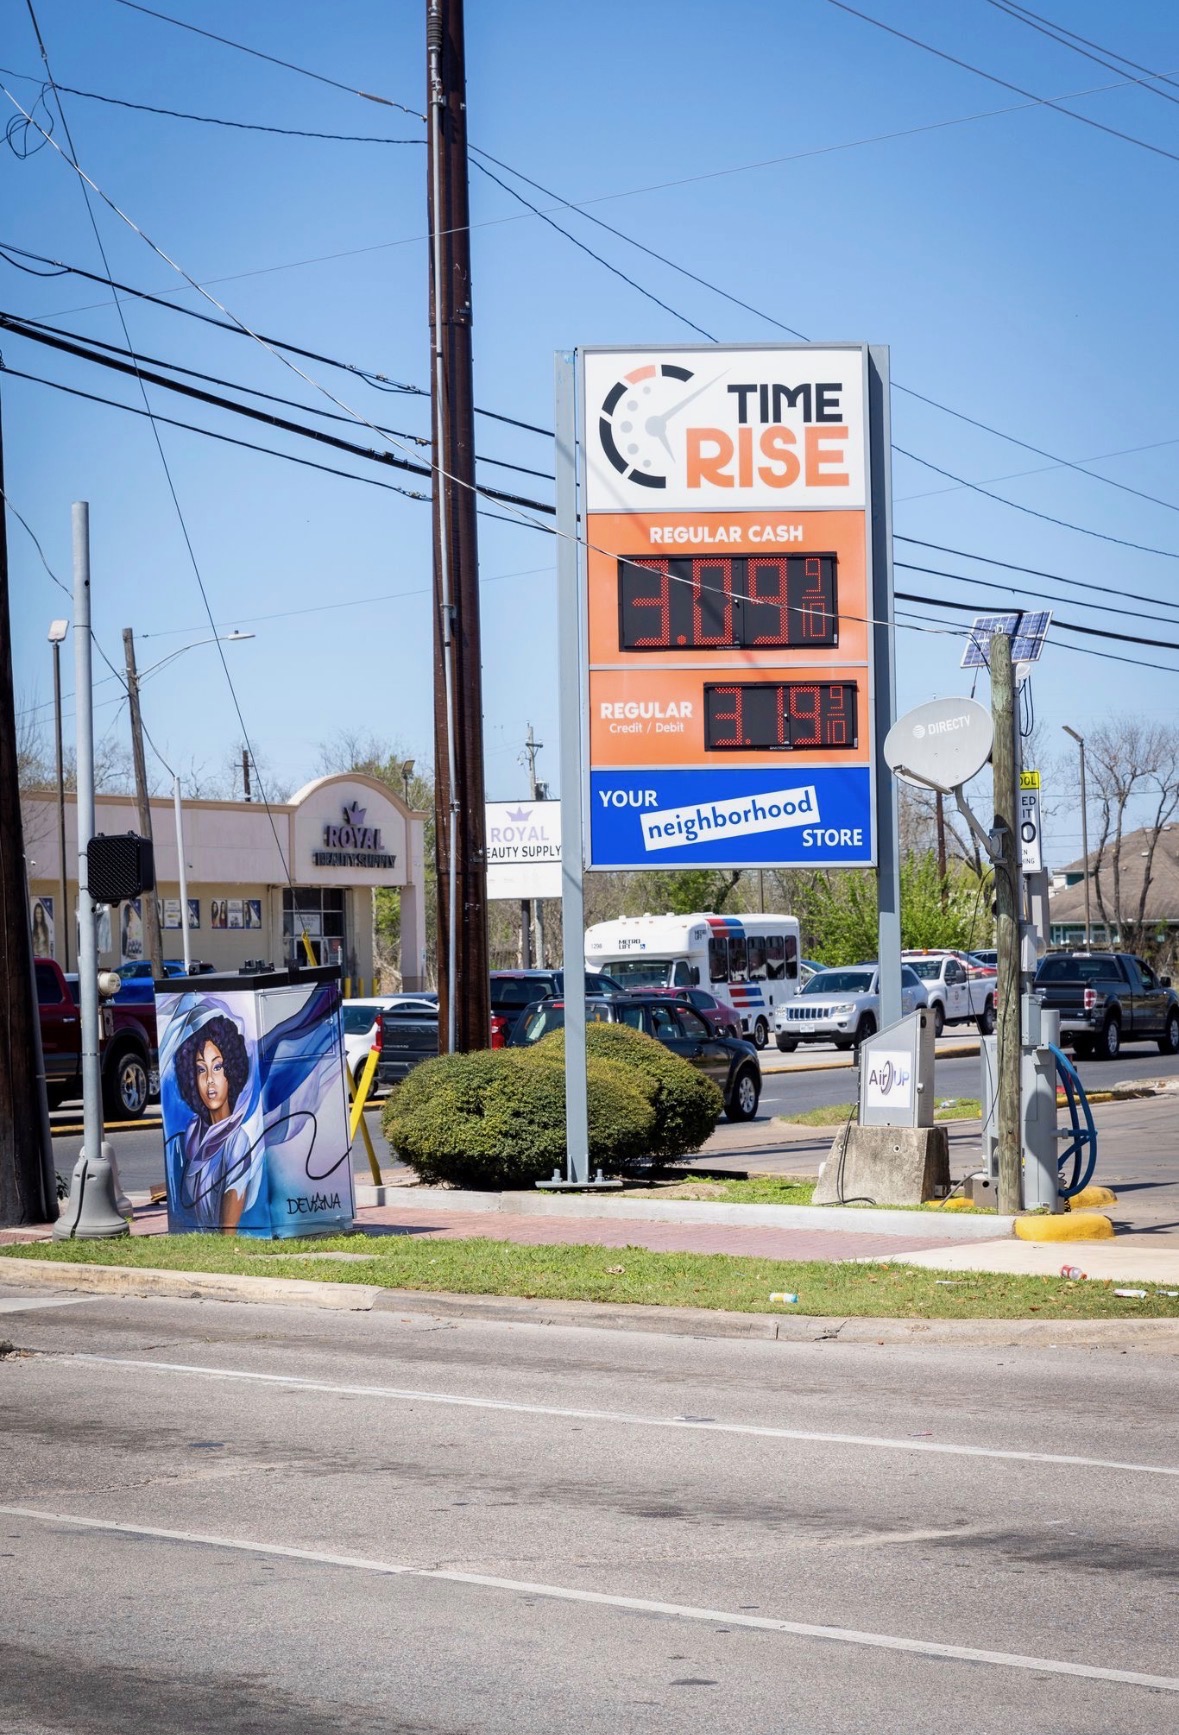 TIME
RISE
REGULAR CASH
3.09 9/10
REGULAR
Credit / Debit
3.19 9/10
YOUR
neighborhood
STORE
DIRECTV
ROYAL
BEAUTY SUPPLY
ROYAL
EAUTY SUPPLY
METRO
LIFT
AirUP
DEVONA